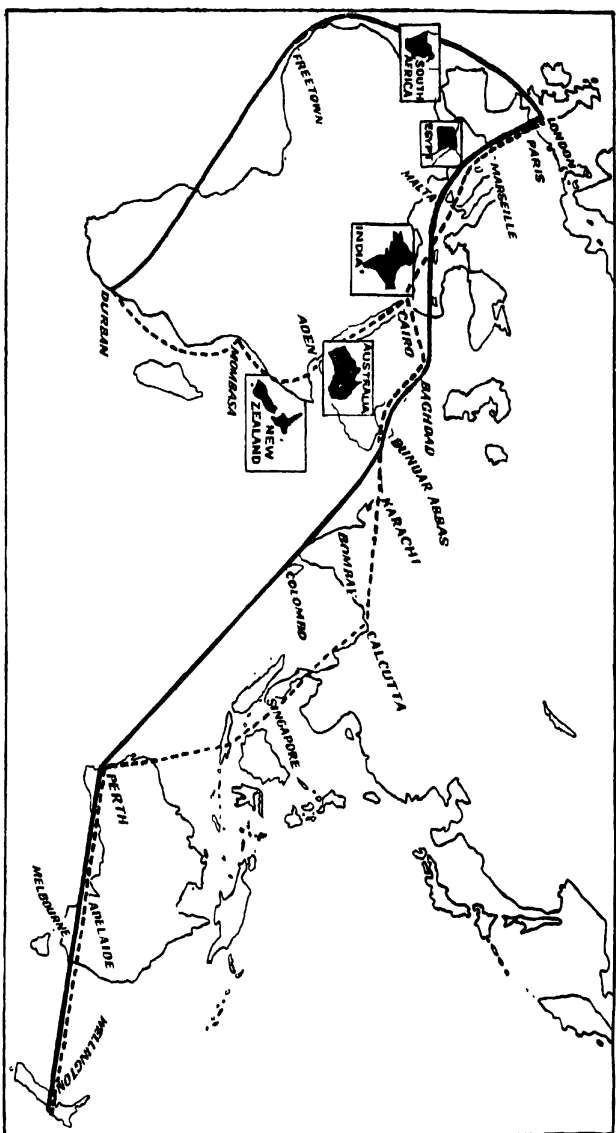 LONDON
PARIS
MARSEILLE
MALTA
SOUTH
AFRICA
EGYPT
FREETOWN
INDIA
CAIRO
BAGHDAD
ADEN
AUSTRALIA
BUNDAR ABBAS
KARACHI
DURBAN
MOMBASA
NEW
ZEALAND
BOMBAY
COLOMBO
CALCUTTA
SINGAPORE
PERTH
ADELAIDE
MELBOURNE
WELLINGTON